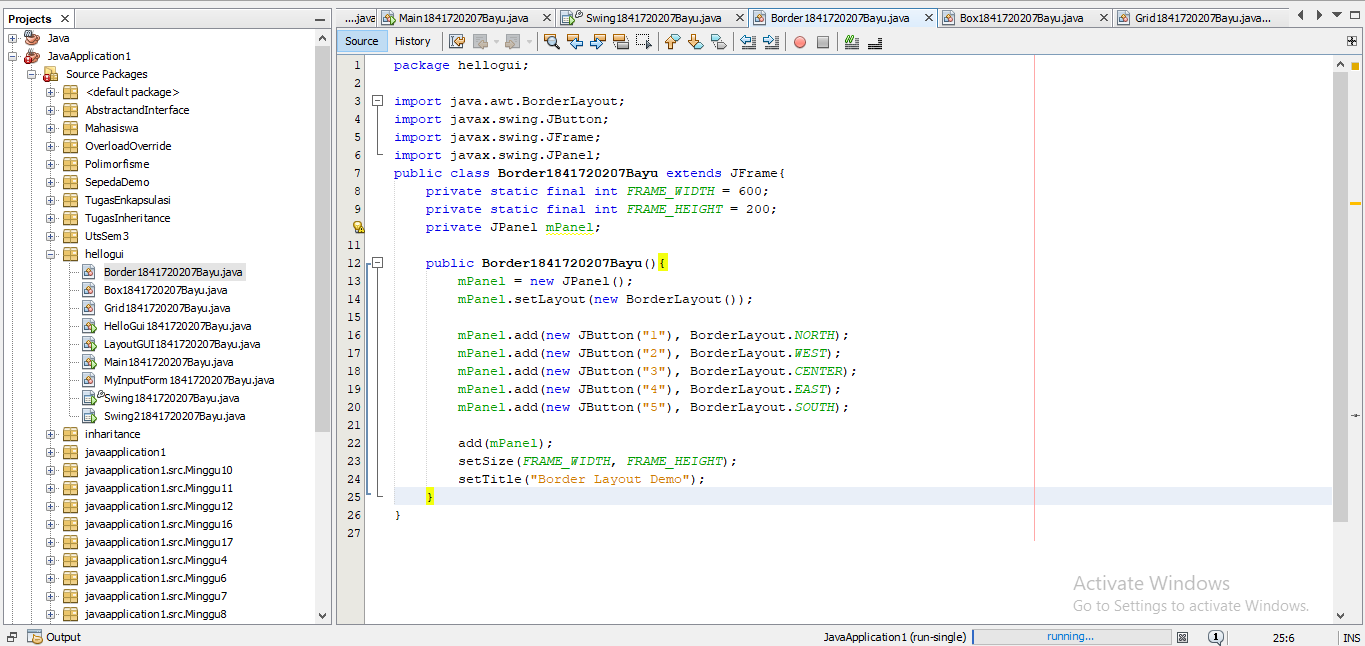 Projects
Java
JavaApplication1
Source Packages
<default package>
AbstractandInterface
Mahasiswa
OverloadOverride
Polimorfisme
SepedaDemo
TugasEnkapsulasi
TugasInheritance
UtsSem3
hellogui
Border1841720207Bayu.java
Box1841720207Bayu.java
Grid1841720207Bayu.java
HelloGui1841720207Bayu.java
LayoutGUI1841720207Bayu.java
Main1841720207Bayu.java
MyInputForm1841720207Bayu.java
Swing1841720207Bayu.java
Swing21841720207Bayu.java
inharitance
javaapplication1
javaapplication1.src.Minggu10
javaapplication1.src.Minggu11
javaapplication1.src.Minggu12
javaapplication1.src.Minggu16
javaapplication1.src.Minggu17
javaapplication1.src.Minggu4
javaapplication1.src.Minggu6
javaapplication1.src.Minggu7
javaapplication1.src.Minggu8
....java Main1841720207Bayu.java Swing1841720207Bayu.java Border1841720207Bayu.java Box1841720207Bayu.java Grid1841720207Bayu.java...
Source History
1 package hellogui;
2
3 import java.awt.BorderLayout;
4 import javax.swing.JButton;
5 import javax.swing.JFrame;
6 import javax.swing.JPanel;
7 public class Border1841720207Bayu extends JFrame{
8 private static final int FRAME_WIDTH = 600;
9 private static final int FRAME_HEIGHT = 200;
private JPanel mPanel;
11
12 public Border1841720207Bayu(){
13 mPanel = new JPanel();
14 mPanel.setLayout(new BorderLayout());
15
16 mPanel.add(new JButton("1"), BorderLayout.NORTH);
17 mPanel.add(new JButton("2"), BorderLayout.WEST);
18 mPanel.add(new JButton("3"), BorderLayout.CENTER);
19 mPanel.add(new JButton("4"), BorderLayout.EAST);
20 mPanel.add(new JButton("5"), BorderLayout.SOUTH);
21
22 add(mPanel);
23 setSize(FRAME_WIDTH, FRAME_HEIGHT);
24 setTitle("Border Layout Demo");
25 }
26 }
27
Activate Windows
Go to Settings to activate Windows.
Output
JavaApplication1 (run-single) running... 1 25:6 INS